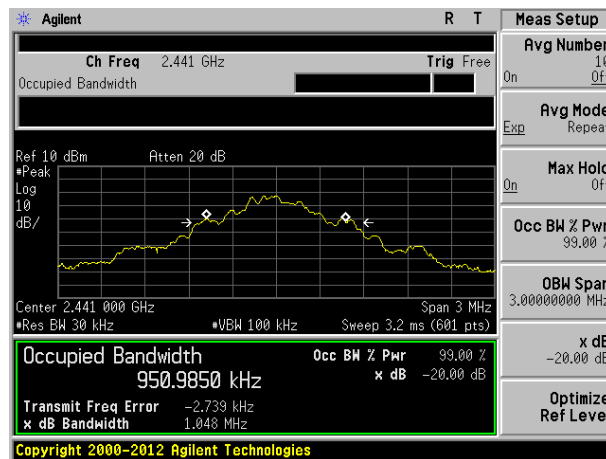 Agilent R T Meas Setup
Ch Freq 2.441 GHz Trig Free
Occupied Bandwidth
Avg Number
10
On Off
Avg Mode
Exp Repeat
Max Hold
On Off
Occ BW % Pwr
99.00 %
OBW Span
3.00000000 MHz
x dB
-20.00 dB
Optimize
Ref Level
Ref 10 dBm Atten 20 dB
#Peak
Log
10
dB/
Center 2.441 000 GHz Span 3 MHz
#Res BW 30 kHz #VBW 100 kHz Sweep 3.2 ms (601 pts)
Occupied Bandwidth Occ BW % Pwr 99.00 %
950.9850 kHz x dB -20.00 dB
Transmit Freq Error -2.739 kHz
x dB Bandwidth 1.048 MHz
Copyright 2000-2012 Agilent Technologies